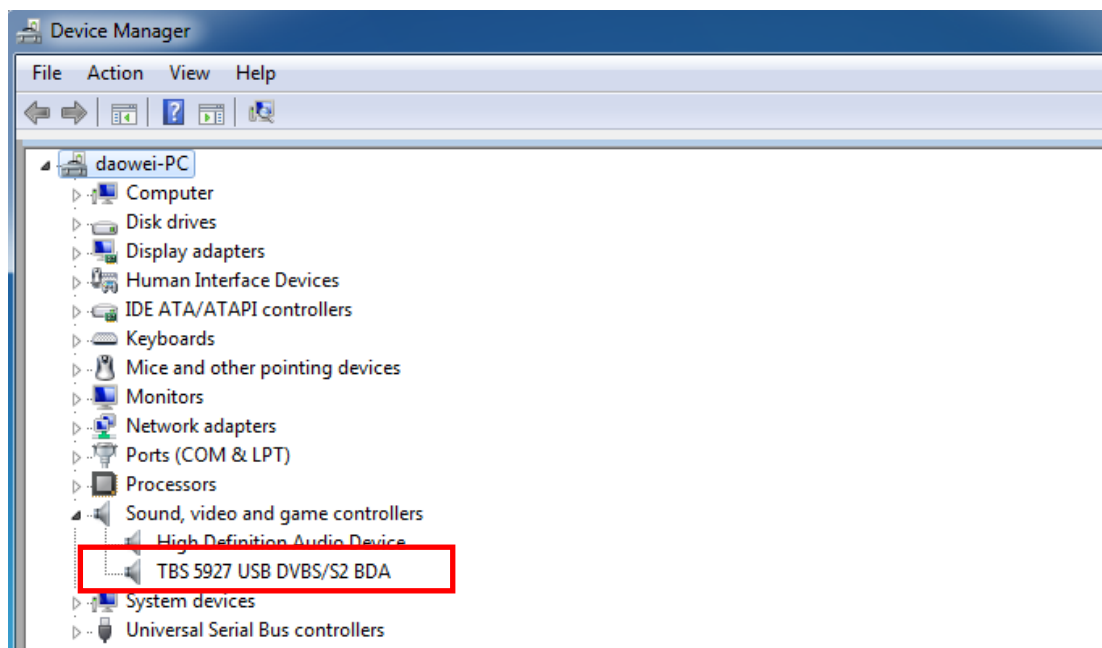 Device Manager
File Action View Help
daowei-PC
Computer
Disk drives
Display adapters
Human Interface Devices
IDE ATA/ATAPI controllers
Keyboards
Mice and other pointing devices
Monitors
Network adapters
Ports (COM & LPT)
Processors
Sound, video and game controllers
High Definition Audio Device
TBS 5927 USB DVBS/S2 BDA
System devices
Universal Serial Bus controllers